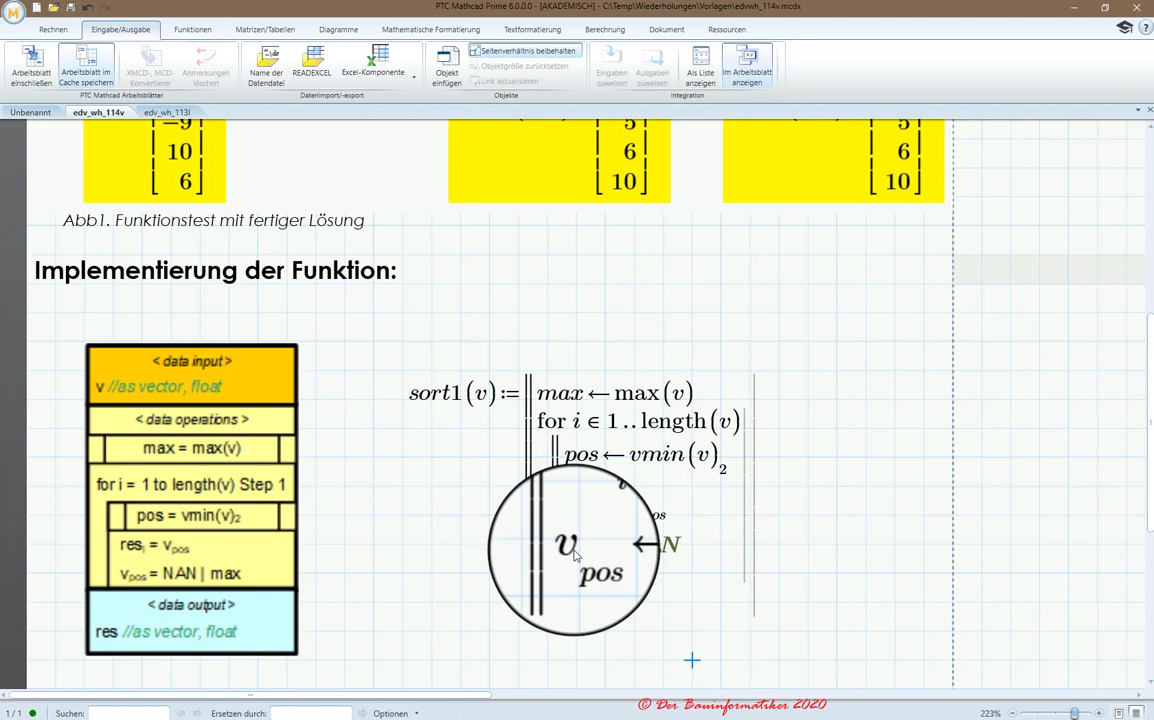 PTC Mathcad Prime 6.0.0.0 - [AKADEMISCH] - C:\Temp\Wiederholungen\Vorlagen\edvwh_114v.mcdx
Rechnen Eingabe/Ausgabe Funktionen Matrizen/Tabellen Diagramme Mathematische Formatierung Textformatierung Berechnung Dokument Ressourcen
Arbeitsblatt einschließen
Arbeitsblatt im Cache speichern
XMCD-, MCD-Konvertierer
Anmerkungen löschen
PTC Mathcad Arbeitsblätter
Name der Datendatei
READEXCEL
Excel-Komponente
Datenimport/-export
Objekt einfügen
Seitenverhältnis beibehalten
Objektgröße zurücksetzen
Link aktualisieren
Objekte
Eingaben zuweisen
Ausgaben zuweisen
Als Liste anzeigen
Im Arbeitsblatt anzeigen
Integration
Unbenannt edv_wh_114v edv_wh_113l
−9 5 5
10 6 6
6 10 10
Abb1. Funktionstest mit fertiger Lösung
Implementierung der Funktion:
< data input>
v //as vector, float
< data operations >
max = max(v)
for i = 1 to length(v) Step 1
pos = vmin(v)₂
resᵢ = vpos
vpos = NAN | max
< data output>
res //as vector, float
sort1(v):= max ← max(v)
for i ∈ 1 .. length(v)
pos ← vmin(v)₂
os
v pos ← N
© Der Bauinformatiker 2020
1 / 1 Suchen: Ersetzen durch: Optionen 223%